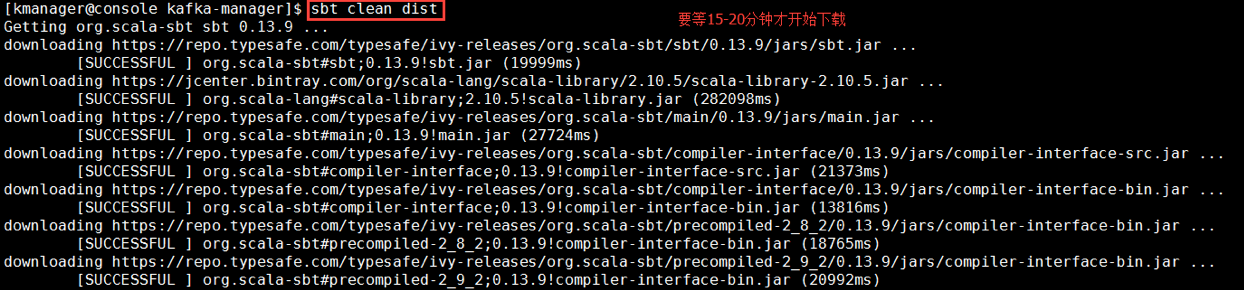 [kmanager@console kafka-manager]$ sbt clean dist
要等15-20分钟才开始下载
Getting org.scala-sbt sbt 0.13.9 ...
downloading https://repo.typesafe.com/typesafe/ivy-releases/org.scala-sbt/sbt/0.13.9/jars/sbt.jar ...
[SUCCESSFUL ] org.scala-sbt#sbt;0.13.9!sbt.jar (19999ms)
downloading https://jcenter.bintray.com/org/scala-lang/scala-library/2.10.5/scala-library-2.10.5.jar ...
[SUCCESSFUL ] org.scala-lang#scala-library;2.10.5!scala-library.jar (282098ms)
downloading https://repo.typesafe.com/typesafe/ivy-releases/org.scala-sbt/main/0.13.9/jars/main.jar ...
[SUCCESSFUL ] org.scala-sbt#main;0.13.9!main.jar (27724ms)
downloading https://repo.typesafe.com/typesafe/ivy-releases/org.scala-sbt/compiler-interface/0.13.9/jars/compiler-interface-src.jar ...
[SUCCESSFUL ] org.scala-sbt#compiler-interface;0.13.9!compiler-interface-src.jar (21373ms)
downloading https://repo.typesafe.com/typesafe/ivy-releases/org.scala-sbt/compiler-interface/0.13.9/jars/compiler-interface-bin.jar ...
[SUCCESSFUL ] org.scala-sbt#compiler-interface;0.13.9!compiler-interface-bin.jar (13816ms)
downloading https://repo.typesafe.com/typesafe/ivy-releases/org.scala-sbt/precompiled-2_8_2/0.13.9/jars/compiler-interface-bin.jar ...
[SUCCESSFUL ] org.scala-sbt#precompiled-2_8_2;0.13.9!compiler-interface-bin.jar (18765ms)
downloading https://repo.typesafe.com/typesafe/ivy-releases/org.scala-sbt/precompiled-2_9_2/0.13.9/jars/compiler-interface-bin.jar ...
[SUCCESSFUL ] org.scala-sbt#precompiled-2_9_2;0.13.9!compiler-interface-bin.jar (20992ms)